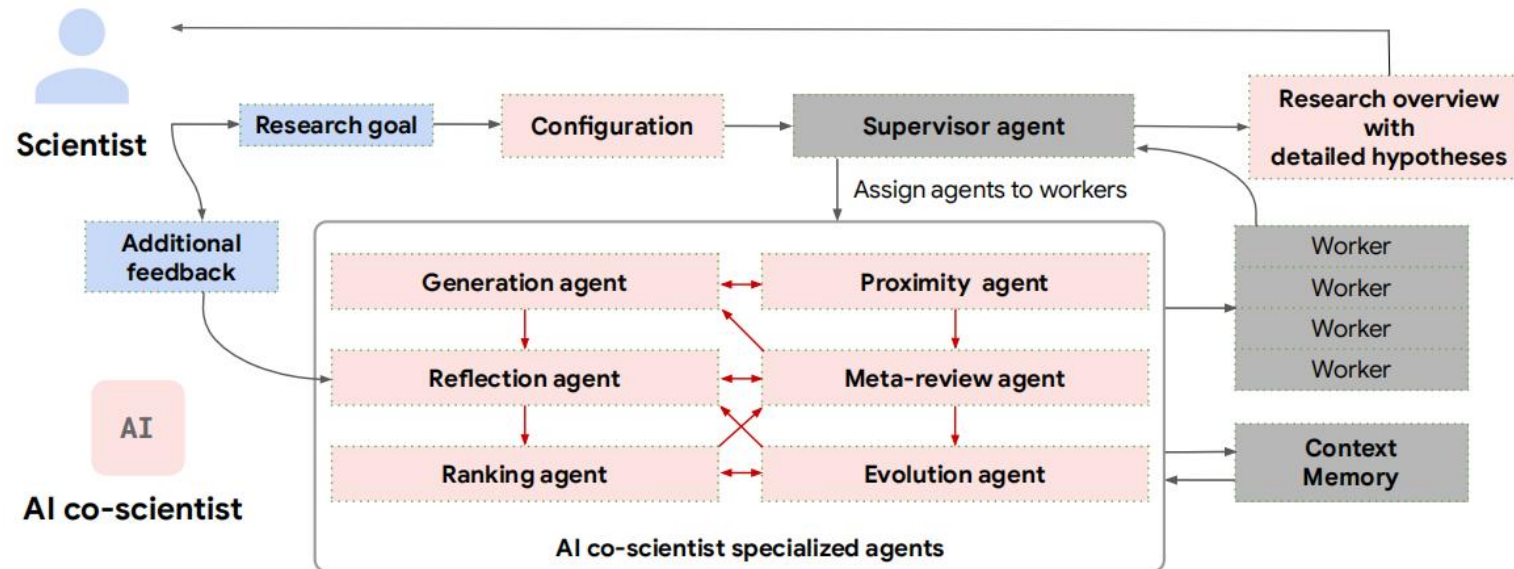 Scientist
Research goal
Configuration
Supervisor agent
Research overview
with
detailed hypotheses
Assign agents to workers
Additional
feedback
Generation agent
Proximity agent
Reflection agent
Meta-review agent
Ranking agent
Evolution agent
AI co-scientist specialized agents
Worker
Worker
Worker
Worker
Context
Memory
AI
AI co-scientist